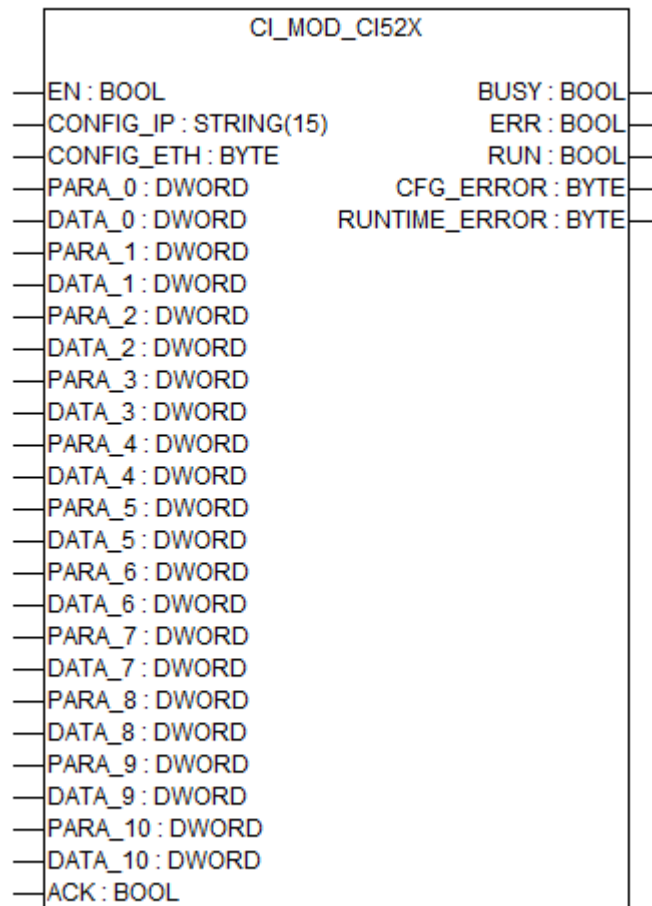 CI_MOD_CI52X
EN : BOOL BUSY : BOOL
CONFIG_IP : STRING(15) ERR : BOOL
CONFIG_ETH : BYTE RUN : BOOL
PARA_0 : DWORD CFG_ERROR : BYTE
DATA_0 : DWORD RUNTIME_ERROR : BYTE
PARA_1 : DWORD
DATA_1 : DWORD
PARA_2 : DWORD
DATA_2 : DWORD
PARA_3 : DWORD
DATA_3 : DWORD
PARA_4 : DWORD
DATA_4 : DWORD
PARA_5 : DWORD
DATA_5 : DWORD
PARA_6 : DWORD
DATA_6 : DWORD
PARA_7 : DWORD
DATA_7 : DWORD
PARA_8 : DWORD
DATA_8 : DWORD
PARA_9 : DWORD
DATA_9 : DWORD
PARA_10 : DWORD
DATA_10 : DWORD
ACK : BOOL